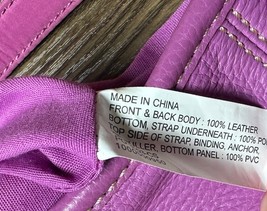 MADE IN CHINA
FRONT & BACK BODY : 100% LEATHER
BOTTOM, STRAP UNDERNEATH : 100% PO
TOP SIDE OF STRAP, BINDING, ANCHOR,
BOTTOM PANEL : 100% PVC